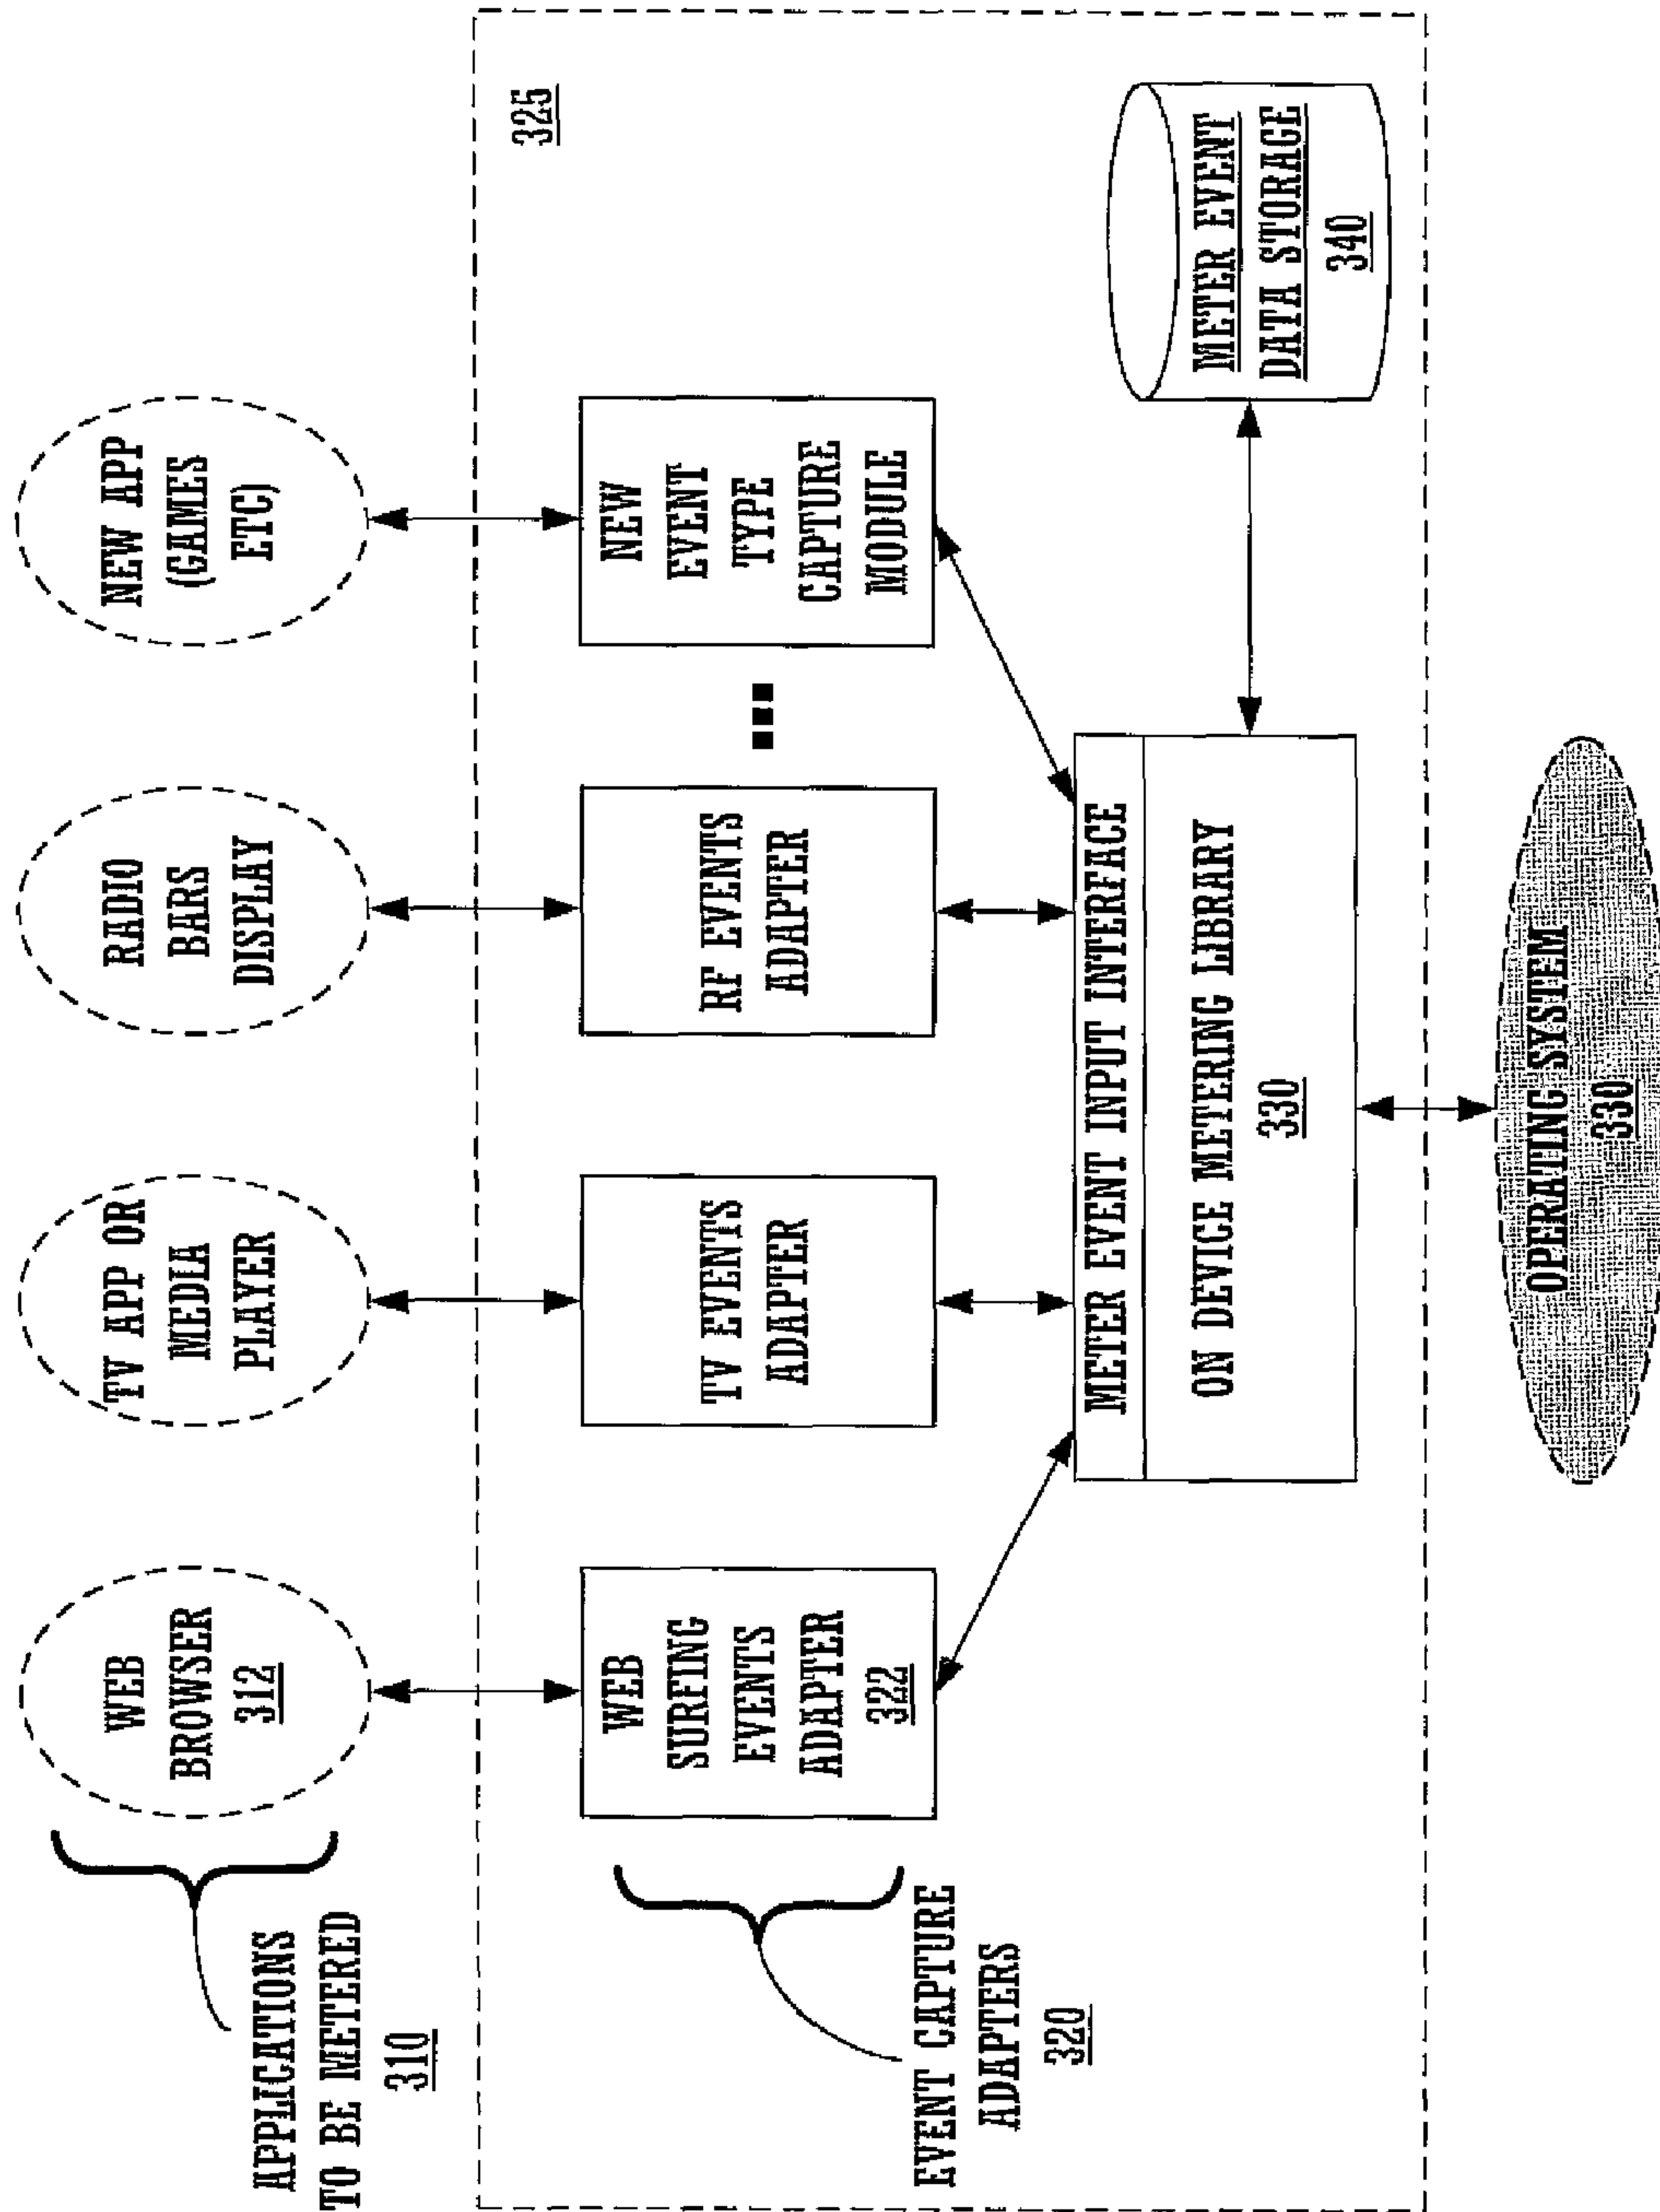 APPLICATIONS
TO BE METERED
310
WEB
BROWSER
312
TV APP OR
MEDIA
PLAYER
RADIO
BARS
DISPLAY
NEW APP
(GAMES
ETC)
325
EVENT CAPTURE
ADAPTERS
320
WEB
SURFING
EVENTS
ADAPTER
322
TV EVENTS
ADAPTER
RF EVENTS
ADAPTER
NEW
EVENT
TYPE
CAPTURE
MODULE
METER EVENT INPUT INTERFACE
ON DEVICE METERING LIBRARY
330
METER EVENT
DATA STORAGE
340
OPERATING SYSTEM
330